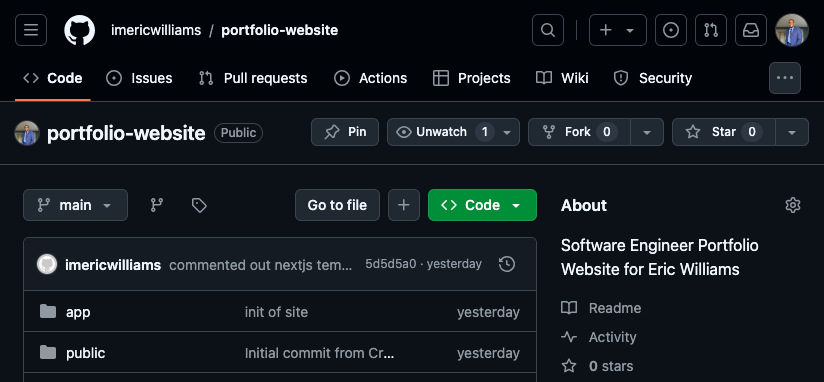 imericwilliams / portfolio-website
Code Issues Pull requests Actions Projects Wiki Security
portfolio-website Public Pin Unwatch 1 Fork 0 Star 0
main Go to file Code
About
Software Engineer Portfolio
Website for Eric Williams
imericwilliams commented out nextjs tem... 5d5d5a0 · yesterday
app init of site yesterday
public Initial commit from Cr... yesterday
Readme
Activity
0 stars